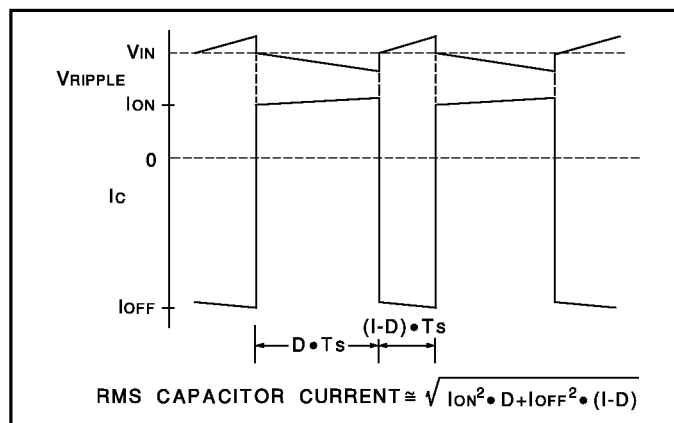 VIN
VRIPPLE
ION
0
IC
IOFF
(I-D)•Ts
D•Ts
RMS CAPACITOR CURRENT ≅ √ION²•D+IOFF²•(I-D)